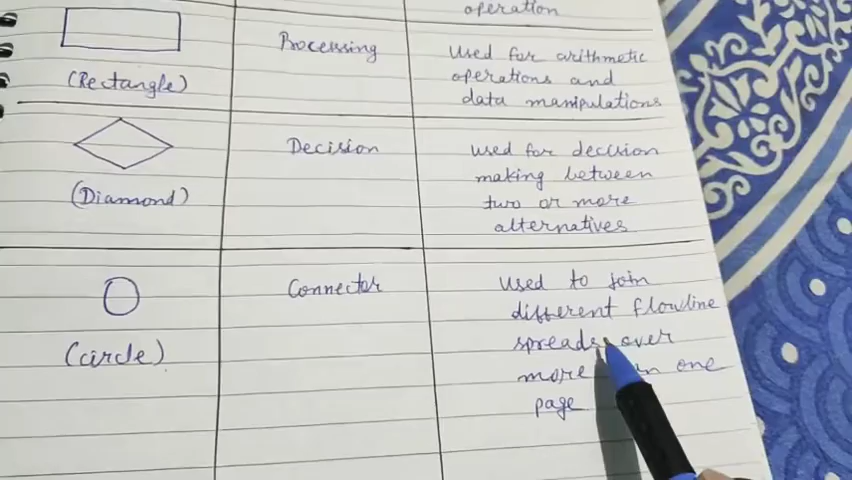 operation
Processing
Used for arithmetic
operations and
data manipulations
(Rectangle)
Decision
used for decision
making between
two or more
alternatives
(Diamond)
Connector
used to join
different flowline
spreads over
more
one
page
(circle)